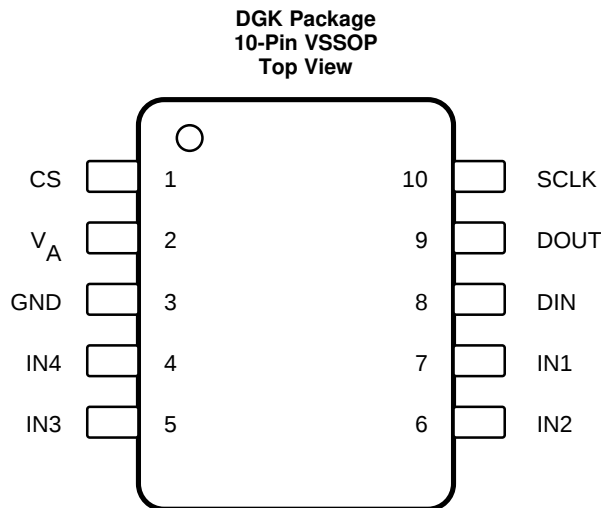 DGK Package
10-Pin VSSOP
Top View
CS 1 10 SCLK
VA 2 9 DOUT
GND 3 8 DIN
IN4 4 7 IN1
IN3 5 6 IN2